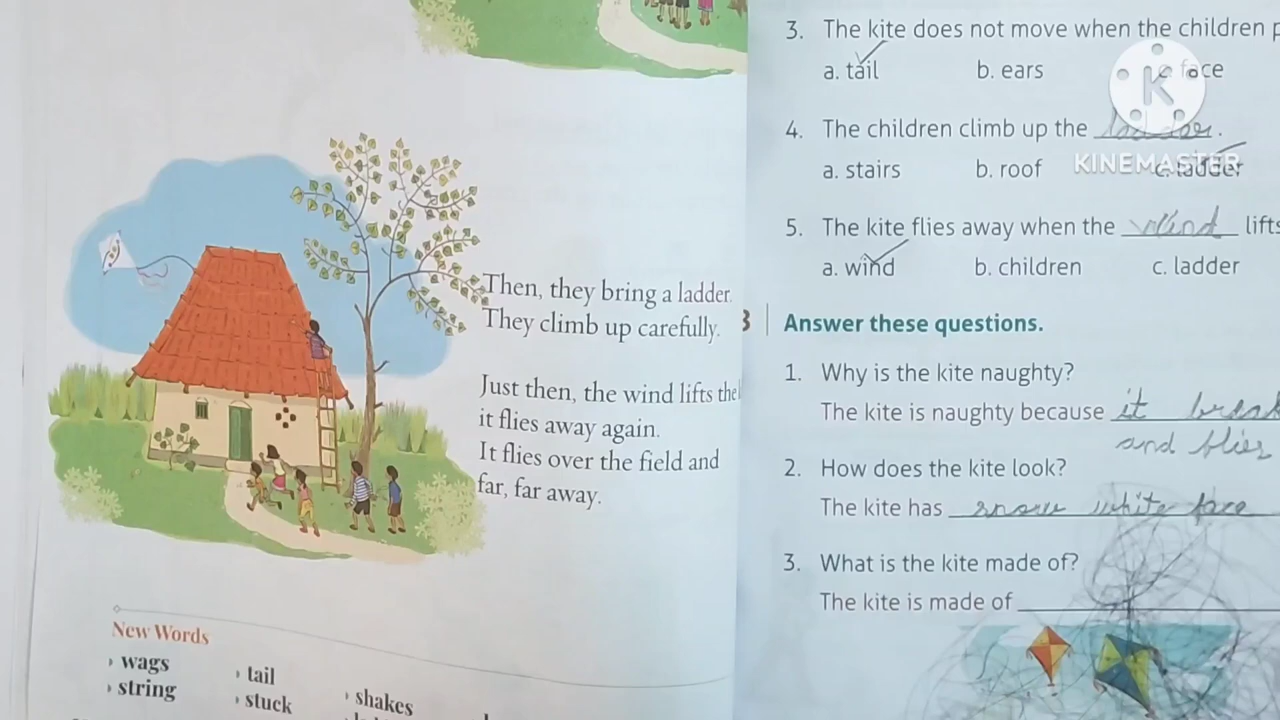 Then, they bring a ladder.
They climb up carefully.
Just then, the wind lifts the
it flies away again.
It flies over the field and
far, far away.
New Words
wags
string
tail
stuck
shakes
3. The kite does not move when the children
a. tail b. ears c. face
4. The children climb up the ladder.
a. stairs b. roof c. ladder
5. The kite flies away when the wind lifts
a. wind b. children c. ladder
3 Answer these questions.
1. Why is the kite naughty?
The kite is naughty because it break
and
2. How does the kite look?
The kite has snow white face
3. What is the kite made of?
The kite is made of
KINEMASTER